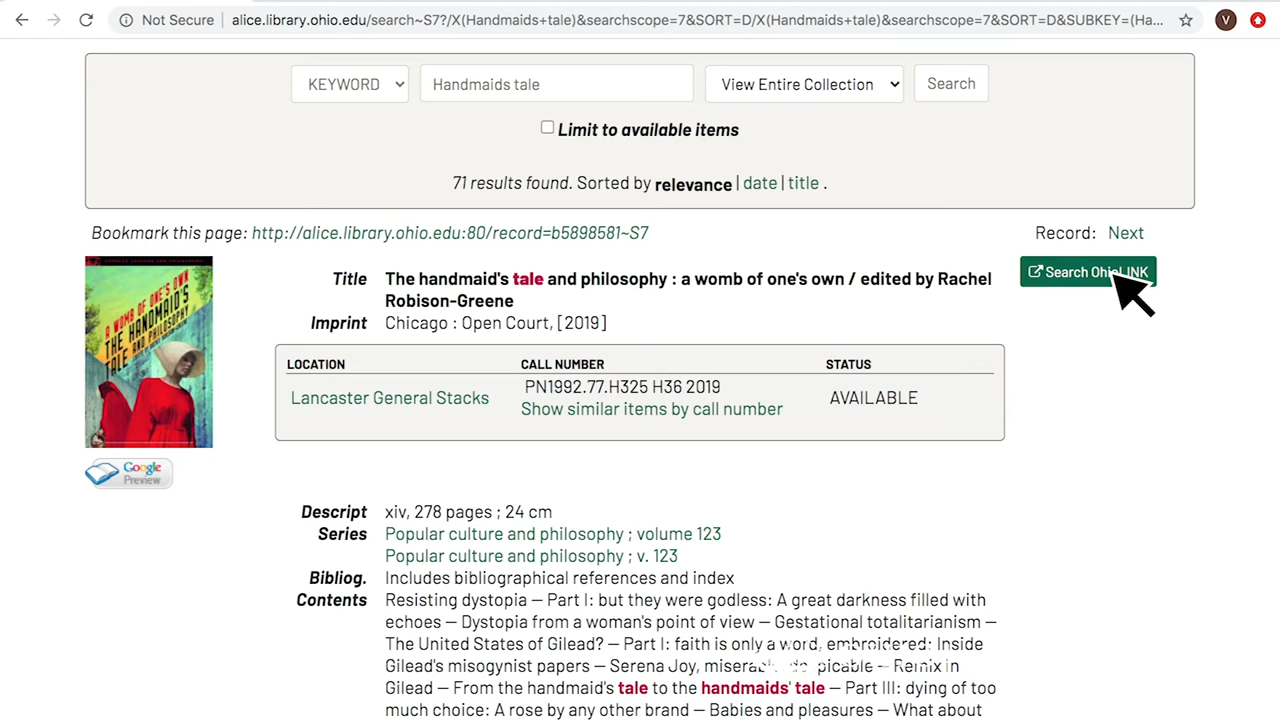 Not Secure | alice.library.ohio.edu/search~S7?/X(Handmaids+tale)&searchscope=7&SORT=D/X(Handmaids+tale)&searchscope=7&SORT=D&SUBKEY=(Ha...
V
KEYWORD Handmaids tale View Entire Collection Search
Limit to available items
71 results found. Sorted by relevance | date | title .
Bookmark this page: http://alice.library.ohio.edu:80/record=b5898581~S7 Record: Next
Search OhioLINK
A WOMB OF ONE'S OWN
THE HANDMAID'S
TALE AND PHILOSOPHY
Title The handmaid's tale and philosophy : a womb of one's own / edited by Rachel
Robison-Greene
Imprint Chicago : Open Court, [2019]
LOCATION CALL NUMBER STATUS
Lancaster General Stacks PN1992.77.H325 H36 2019 AVAILABLE
Show similar items by call number
Google
Preview
Descript xiv, 278 pages ; 24 cm
Series Popular culture and philosophy ; volume 123
Popular culture and philosophy ; v. 123
Bibliog. Includes bibliographical references and index
Contents Resisting dystopia — Part I: but they were godless: A great darkness filled with
echoes — Dystopia from a woman's point of view — Gestational totalitarianism —
The United States of Gilead? — Part I: faith is only a word, embroidered: Inside
Gilead's misogynist papers — Serena Joy, — Remix in
Gilead — From the handmaid's tale to the handmaids' tale — Part III: dying of too
much choice: A rose by any other brand — Babies and pleasures — What about